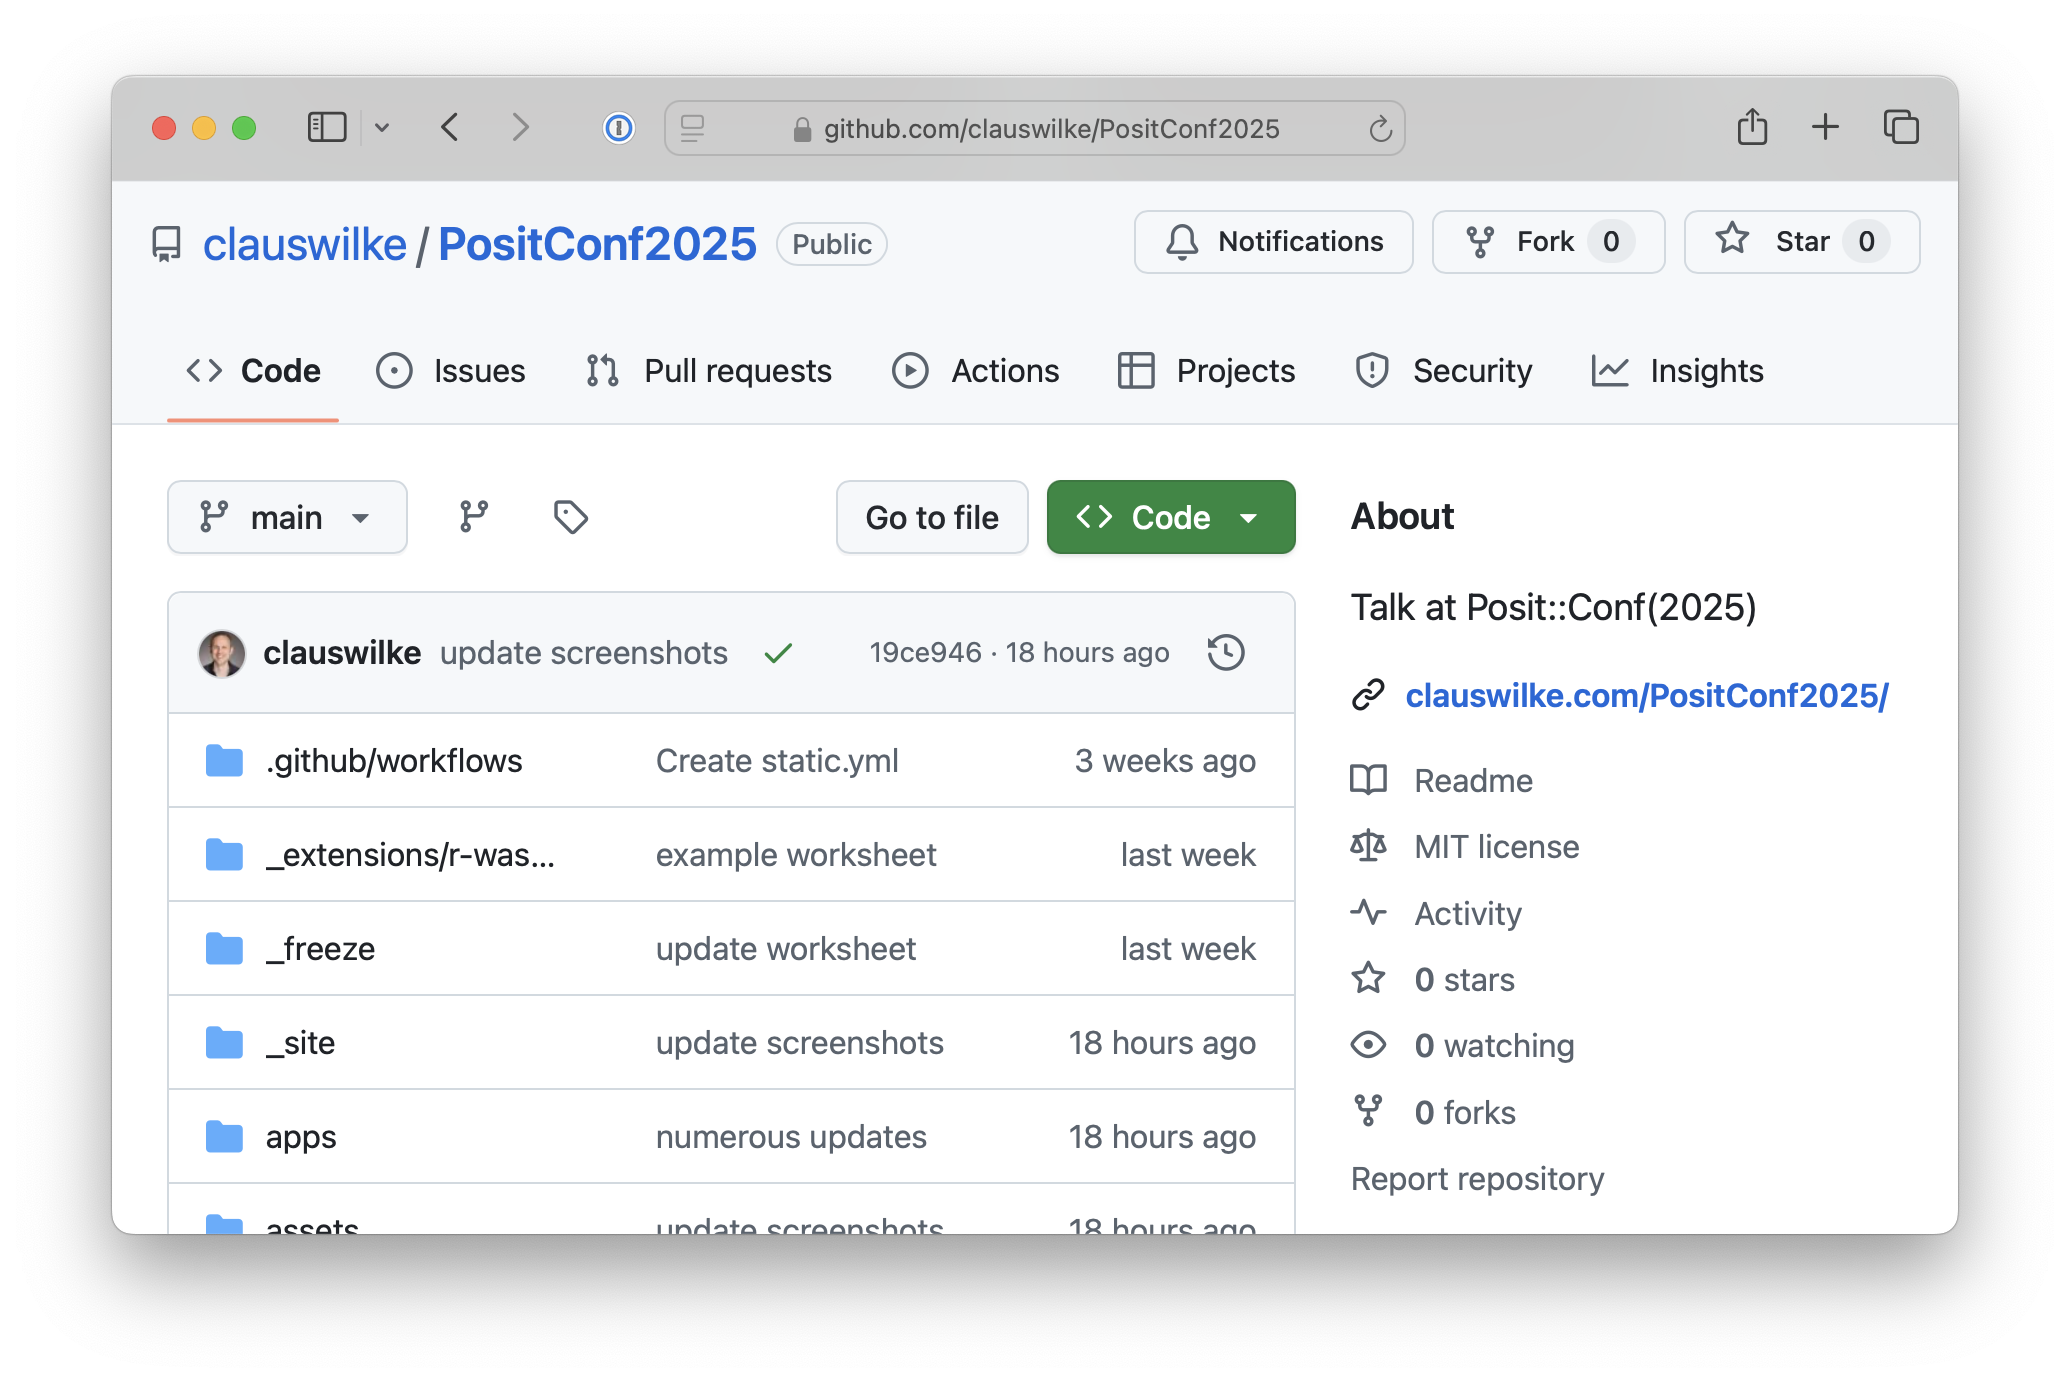 github.com/clauswilke/PositConf2025
clauswilke / PositConf2025 Public
Notifications Fork 0 Star 0
Code Issues Pull requests Actions Projects Security Insights
main Go to file Code
clauswilke update screenshots 19ce946 · 18 hours ago
.github/workflows Create static.yml 3 weeks ago
_extensions/r-was... example worksheet last week
_freeze update worksheet last week
_site update screenshots 18 hours ago
apps numerous updates 18 hours ago
assets update screenshots 18 hours ago
About
Talk at Posit::Conf(2025)
clauswilke.com/PositConf2025/
Readme
MIT license
Activity
0 stars
0 watching
0 forks
Report repository